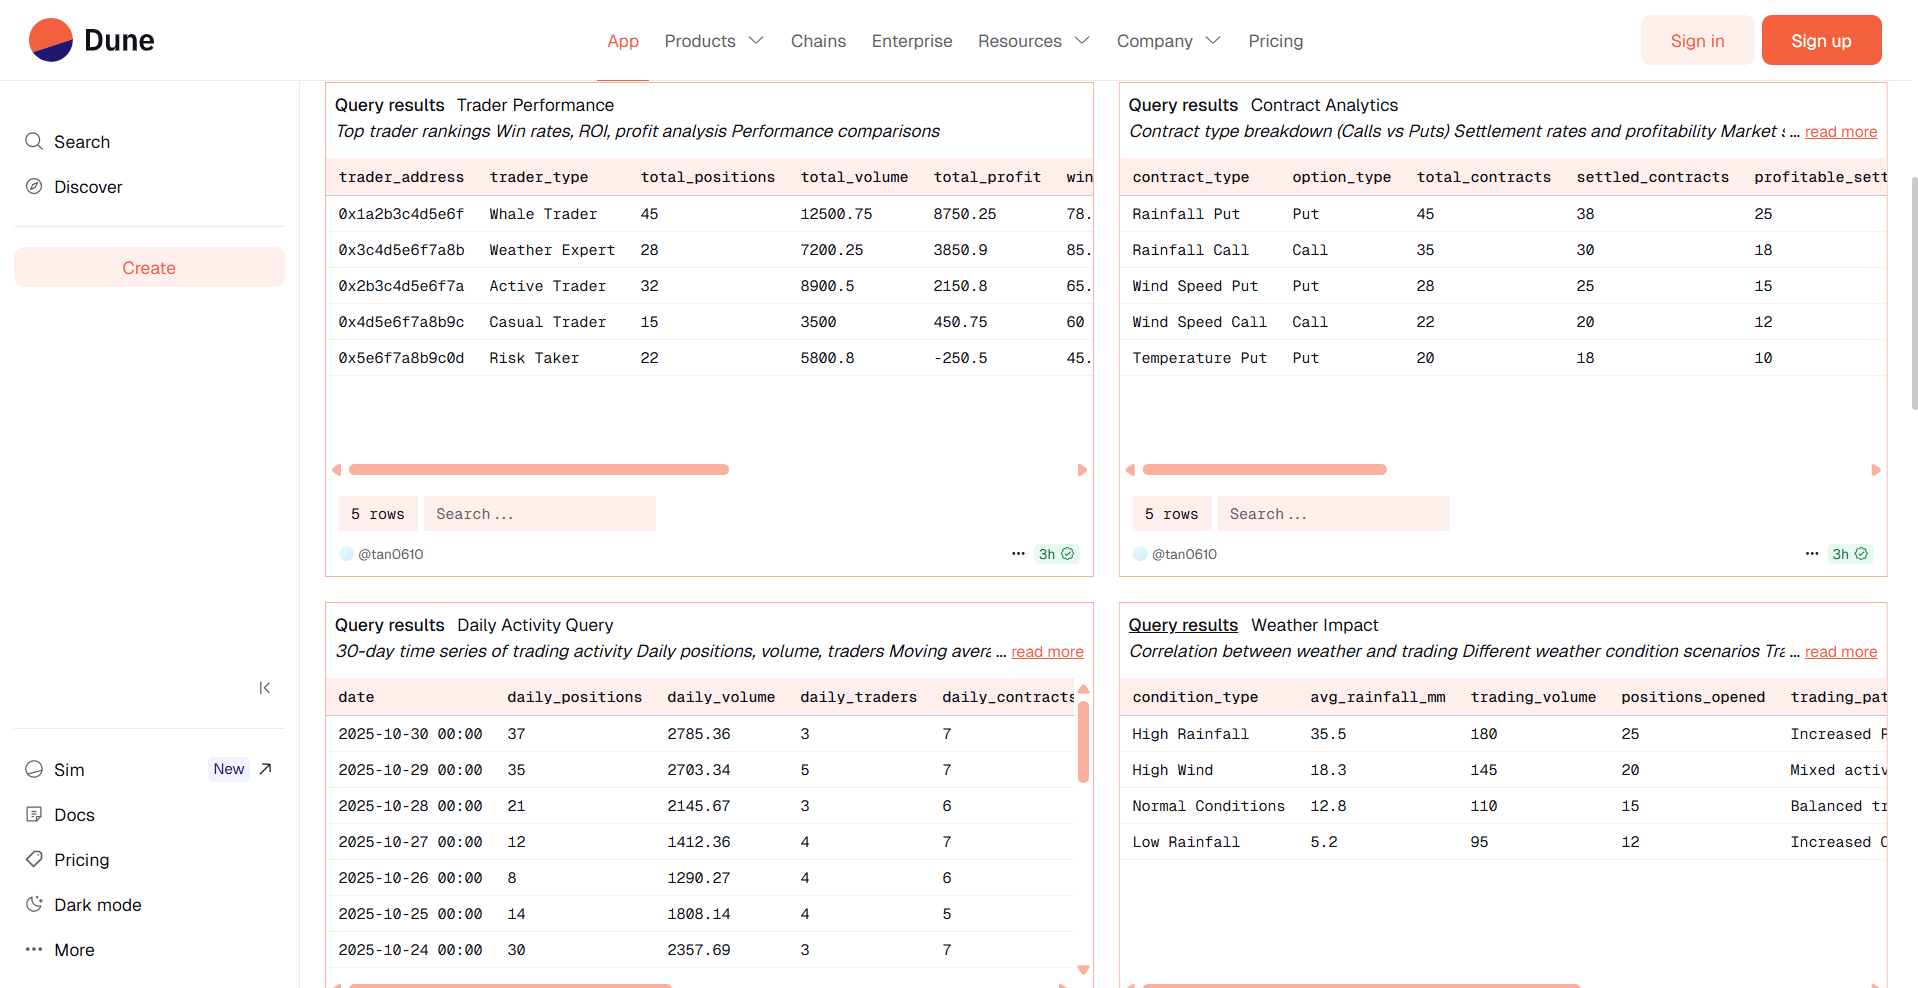 Dune
App Products Chains Enterprise Resources Company Pricing
Sign in Sign up
Search
Discover
Create
Sim New
Docs
Pricing
Dark mode
More
Query results Trader Performance
Top trader rankings Win rates, ROI, profit analysis Performance comparisons
trader_address trader_type total_positions total_volume total_profit win
0x1a2b3c4d5e6f Whale Trader 45 12500.75 8750.25 78.
0x3c4d5e6f7a8b Weather Expert 28 7200.25 3850.9 85.
0x2b3c4d5e6f7a Active Trader 32 8900.5 2150.8 65.
0x4d5e6f7a8b9c Casual Trader 15 3500 450.75 60
0x5e6f7a8b9c0d Risk Taker 22 5800.8 -250.5 45.
5 rows Search...
@tan0610 ... 3h
Query results Contract Analytics
Contract type breakdown (Calls vs Puts) Settlement rates and profitability Market s... read more
contract_type option_type total_contracts settled_contracts profitable_sett
Rainfall Put Put 45 38 25
Rainfall Call Call 35 30 18
Wind Speed Put Put 28 25 15
Wind Speed Call Call 22 20 12
Temperature Put Put 20 18 10
5 rows Search...
@tan0610 ... 3h
Query results Daily Activity Query
30-day time series of trading activity Daily positions, volume, traders Moving avera... read more
date daily_positions daily_volume daily_traders daily_contracts
2025-10-30 00:00 37 2785.36 3 7
2025-10-29 00:00 35 2703.34 5 7
2025-10-28 00:00 21 2145.67 3 6
2025-10-27 00:00 12 1412.36 4 7
2025-10-26 00:00 8 1290.27 4 6
2025-10-25 00:00 14 1808.14 4 5
2025-10-24 00:00 30 2357.69 3 7
Query results Weather Impact
Correlation between weather and trading Different weather condition scenarios Tra... read more
condition_type avg_rainfall_mm trading_volume positions_opened trading_pat
High Rainfall 35.5 180 25 Increased P
High Wind 18.3 145 20 Mixed activ
Normal Conditions 12.8 110 15 Balanced tr
Low Rainfall 5.2 95 12 Increased C